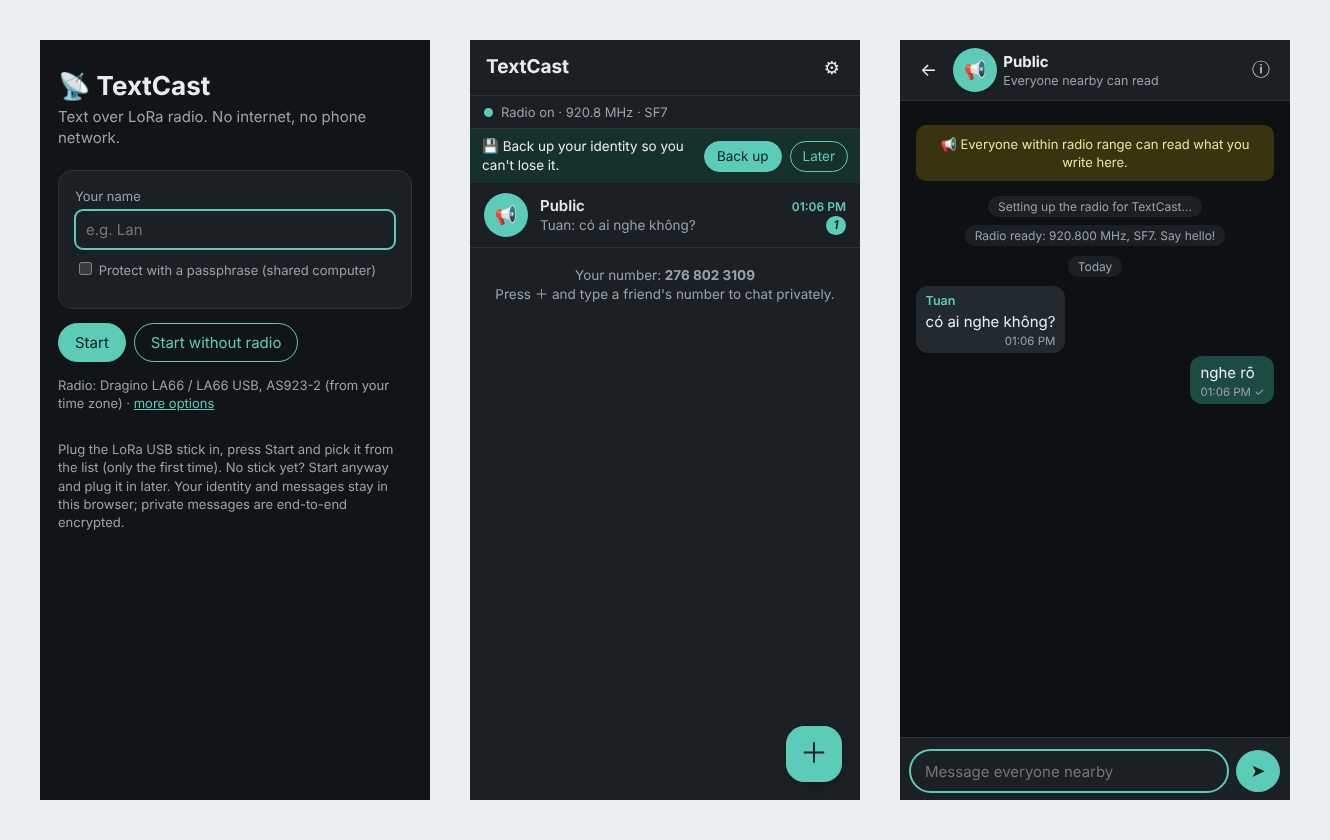 📡 TextCast
Text over LoRa radio. No internet, no phone
network.
Your name
e.g. Lan
Protect with a passphrase (shared computer)
Start
Start without radio
Radio: Dragino LA66 / LA66 USB, AS923-2 (from your
time zone) · more options
Plug the LoRa USB stick in, press Start and pick it from
the list (only the first time). No stick yet? Start anyway
and plug it in later. Your identity and messages stay in
this browser; private messages are end-to-end
encrypted.
TextCast
Radio on · 920.8 MHz · SF7
💾 Back up your identity so you
can't lose it.
Back up
Later
Public
01:06 PM
Tuan: có ai nghe không?
1
Your number: 276 802 3109
Press + and type a friend's number to chat privately.
+
Public
Everyone nearby can read
📢 Everyone within radio range can read what you
write here.
Setting up the radio for TextCast…
Radio ready: 920.800 MHz, SF7. Say hello!
Today
Tuan
có ai nghe không?
01:06 PM
nghe rõ
01:06 PM ✓
Message everyone nearby